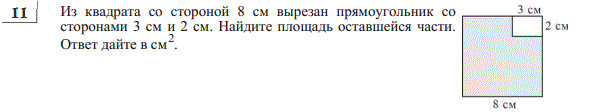 11
Из квадрата со стороной 8 см вырезан прямоугольник со
сторонами 3 см и 2 см. Найдите площадь оставшейся части.
Ответ дайте в см².
3 см
2 см
8 см